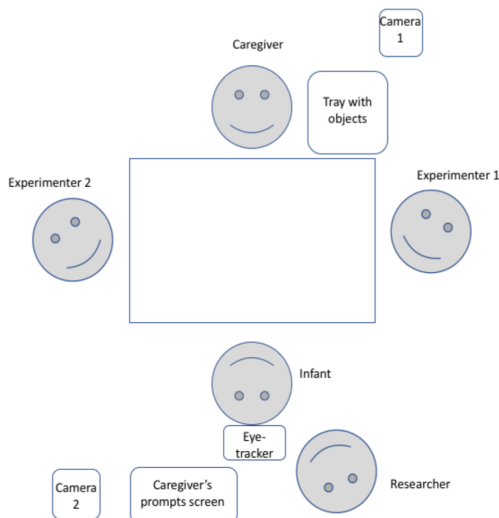 Camera
1
Caregiver
Tray with
objects
Experimenter 2
Experimenter 1
Infant
Eye-
tracker
Camera
2
Caregiver's
prompts screen
Researcher